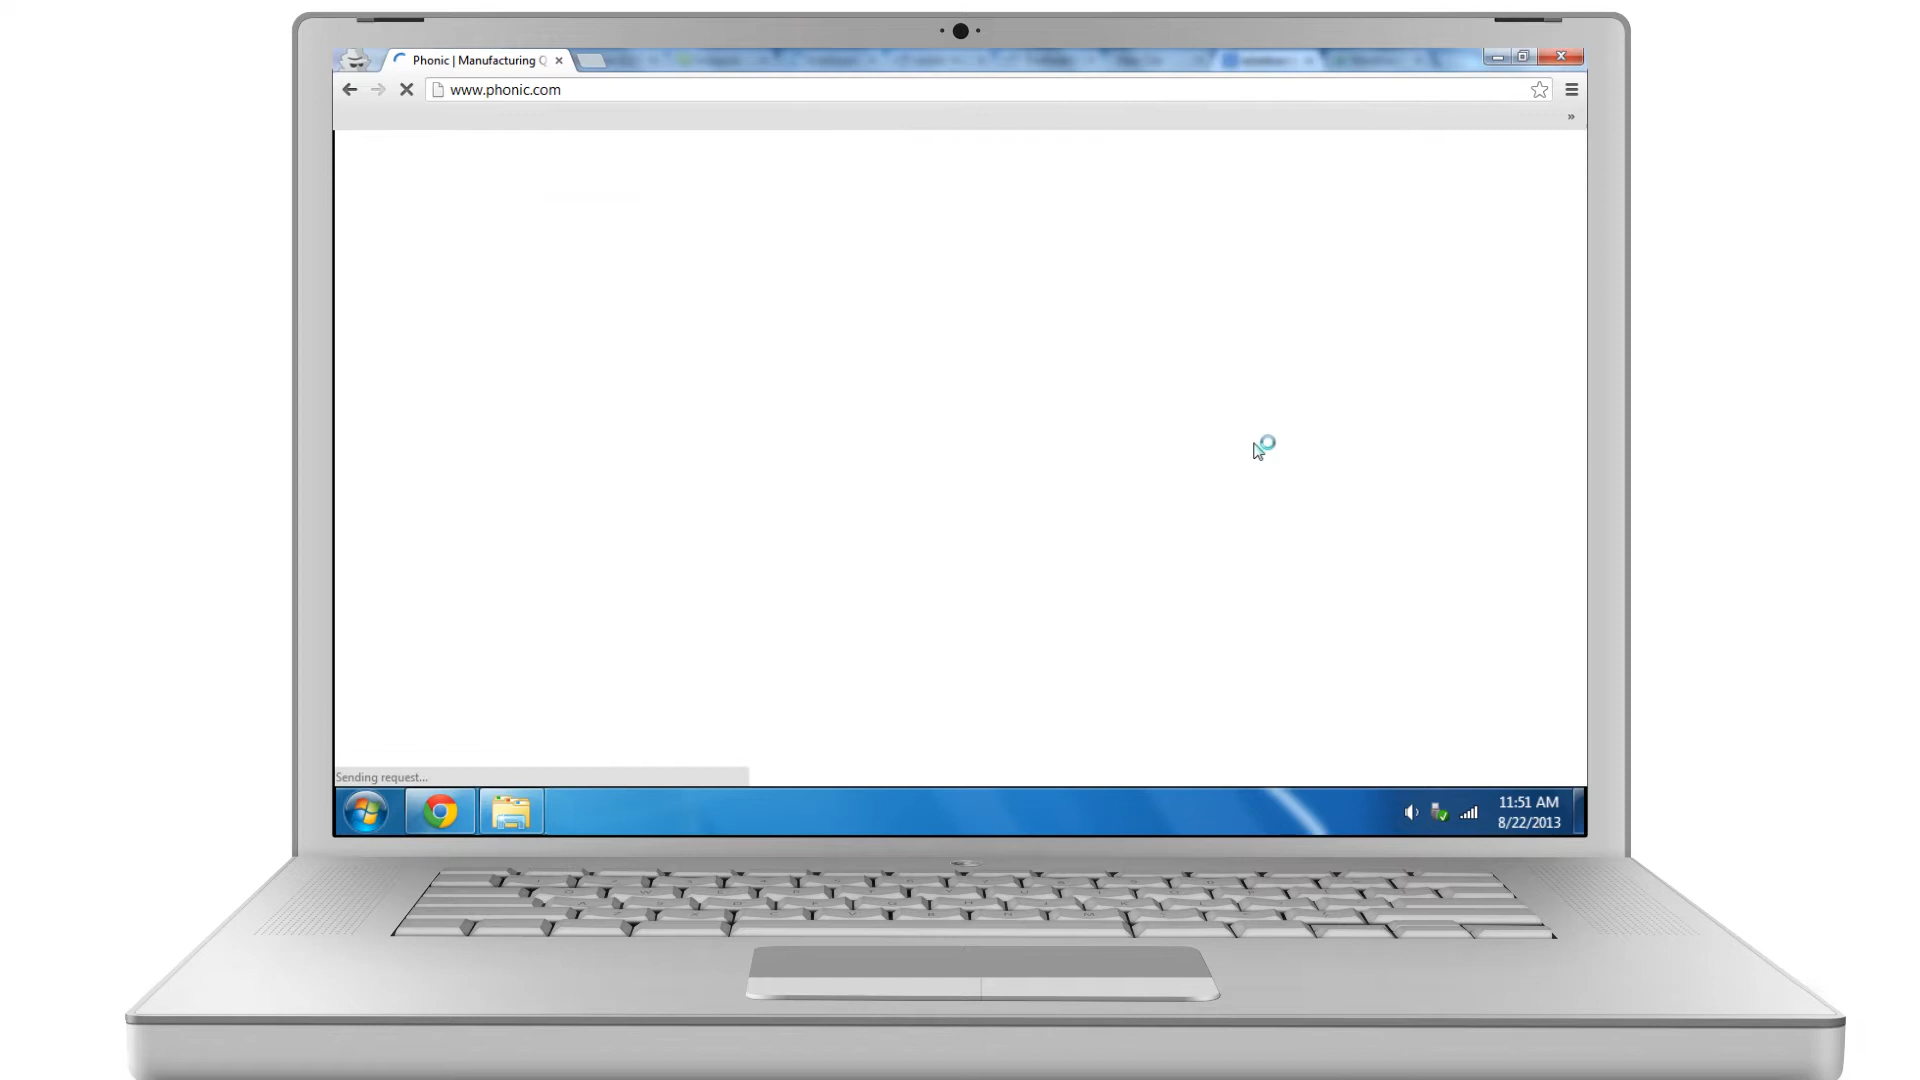 Phonic | Manufacturing Q
www.phonic.com
Sending request...
11:51 AM
8/22/2013